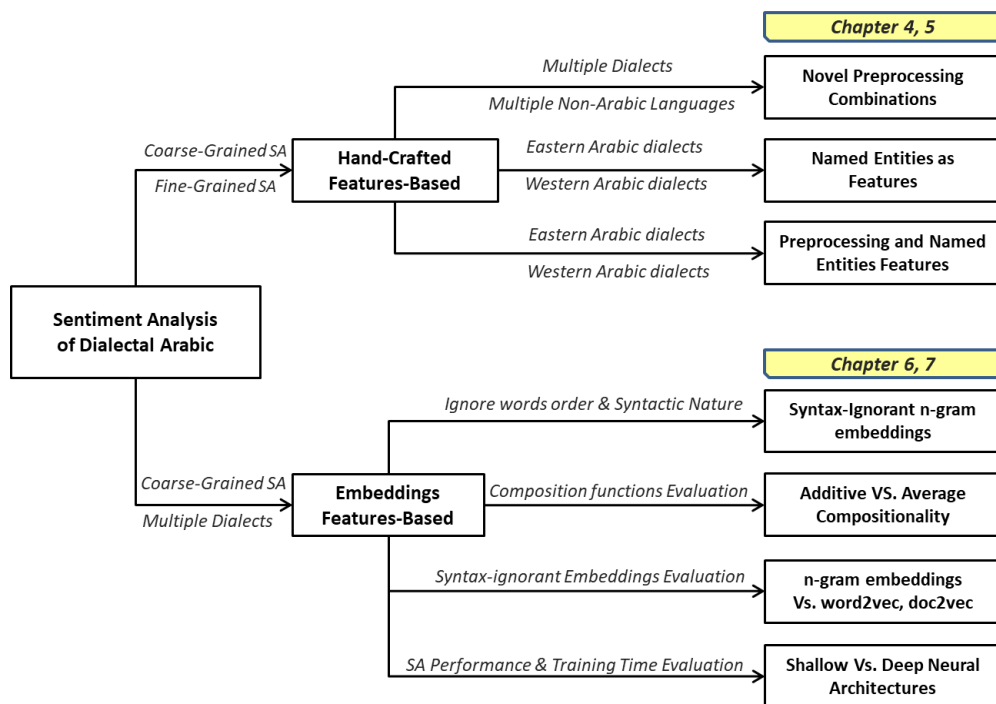 Chapter 4, 5
Multiple Dialects
Multiple Non-Arabic Languages
Novel Preprocessing
Combinations
Coarse-Grained SA
Fine-Grained SA
Hand-Crafted
Features-Based
Eastern Arabic dialects
Western Arabic dialects
Named Entities as
Features
Eastern Arabic dialects
Western Arabic dialects
Preprocessing and Named
Entities Features
Sentiment Analysis
of Dialectal Arabic
Chapter 6, 7
Ignore words order & Syntactic Nature
Syntax-Ignorant n-gram
embeddings
Coarse-Grained SA
Multiple Dialects
Embeddings
Features-Based
Composition functions Evaluation
Additive VS. Average
Compositionality
Syntax-ignorant Embeddings Evaluation
n-gram embeddings
Vs. word2vec, doc2vec
SA Performance & Training Time Evaluation
Shallow Vs. Deep Neural
Architectures